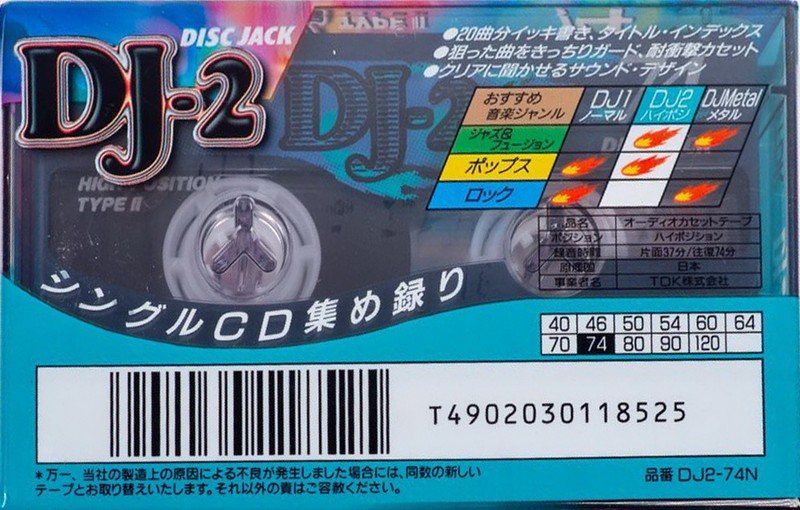 DISC JACK
DJ-2
TYPE II
DJ-2
HIGH POSITION
TYPE II
●20曲分イッキ書き、タイトル・インデックス
●狙った曲をきっちりガード、耐衝撃カセット
●クリアに聞かせるサウンド・デザイン
おすすめ音楽ジャンル DJ1 ノーマル DJ2 ハイポジ DJMetal メタル
ジャズ&フュージョン
ポップス
ロック
品名 オーディオカセットテープ
ポジション ハイポジション
録音時間 片面37分/往復74分
原産国 日本
事業者名 TDK株式会社
シングルCD集め録り
40 46 50 54 60 64
70 74 80 90 120
T4902030118525
*万一、当社の製造上の原因による不良が発生しました場合には、同数の新しい
テープとお取り替えいたします。それ以外の責はご容赦ください。
品番 DJ2-74N